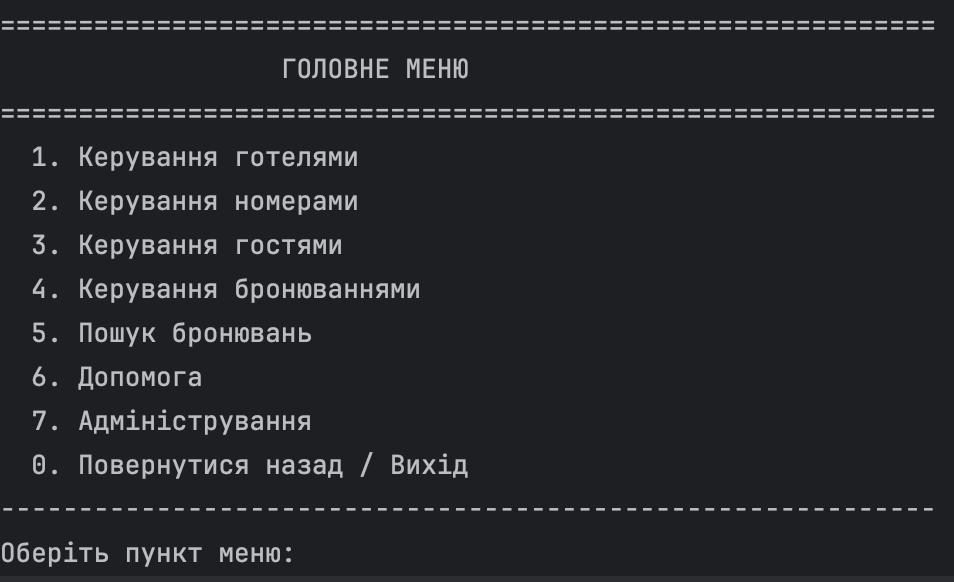 ============================================================
ГОЛОВНЕ МЕНЮ
============================================================
1. Керування готелями
2. Керування номерами
3. Керування гостями
4. Керування бронюваннями
5. Пошук бронювань
6. Допомога
7. Адміністрування
0. Повернутися назад / Вихід
------------------------------------------------------------
Оберіть пункт меню: